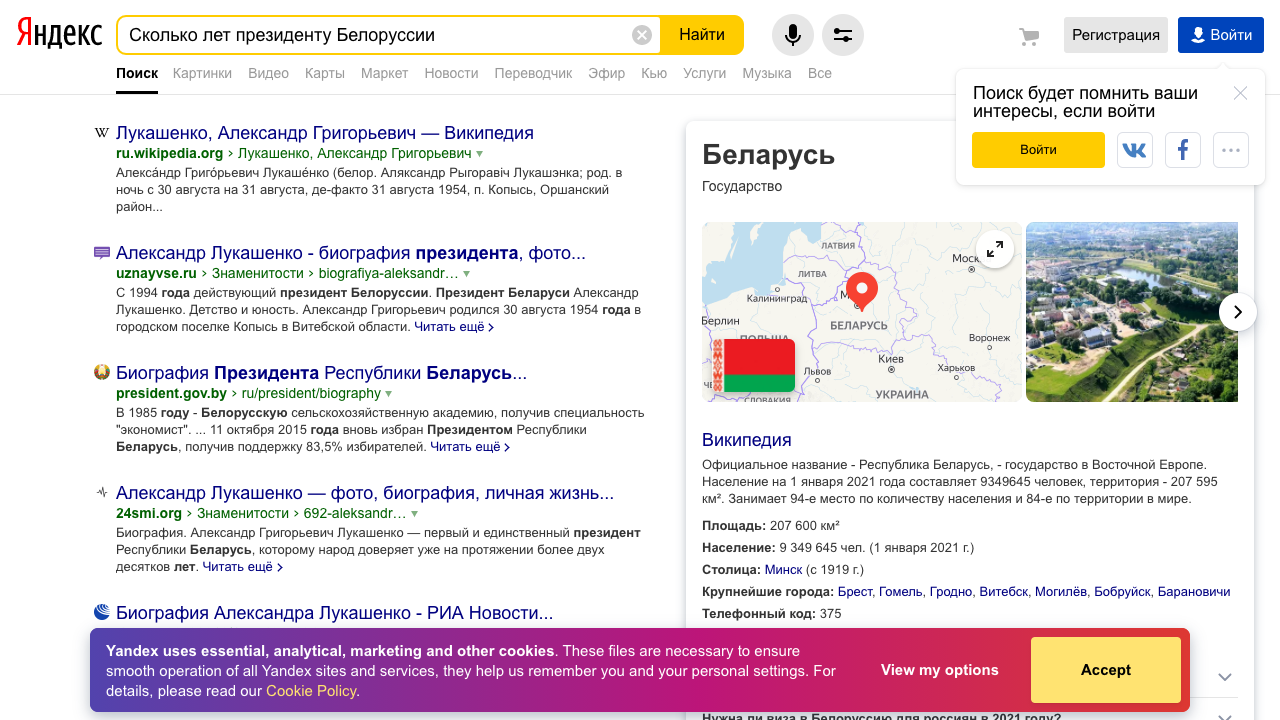 Яндекс
Сколько лет президенту Белоруссии
Найти
Регистрация
Войти
Поиск Картинки Видео Карты Маркет Новости Переводчик Эфир Кью Услуги Музыка Все
Поиск будет помнить ваши
интересы, если войти
Войти
Лукашенко, Александр Григорьевич — Википедия
ru.wikipedia.org › Лукашенко, Александр Григорьевич
Алекса́ндр Григо́рьевич Лукаше́нко (белор. Аляксандр Рыгоравіч Лукашэнка; род. в
ночь с 30 августа на 31 августа, де-факто 31 августа 1954, п. Копысь, Оршанский
район...
Александр Лукашенко - биография президента, фото...
uznayvse.ru › Знаменитости › biografiya-aleksandr…
С 1994 года действующий президент Белоруссии. Президент Беларуси Александр
Лукашенко. Детство и юность. Александр Григорьевич родился 30 августа 1954 года в
городском поселке Копысь в Витебской области. Читать ещё ›
Биография Президента Республики Беларусь...
president.gov.by › ru/president/biography
В 1985 году - Белорусскую сельскохозяйственную академию, получив специальность
"экономист". ... 11 октября 2015 года вновь избран Президентом Республики
Беларусь, получив поддержку 83,5% избирателей. Читать ещё ›
Александр Лукашенко — фото, биография, личная жизнь...
24smi.org › Знаменитости › 692-aleksandr…
Биография. Александр Григорьевич Лукашенко — первый и единственный президент
Республики Беларусь, которому народ доверяет уже на протяжении более двух
десятков лет. Читать ещё ›
Биография Александра Лукашенко - РИА Новости...
Беларусь
Государство
ЛАТВИЯ
Моск
ЛИТВА
Калининград
М
Берлин
БЕЛАРУСЬ
ПОЛЬША
Воронеж
Киев
Львов
Харьков
УКРАИНА
СЛОВАКИЯ
Википедия
Официальное название - Республика Беларусь, - государство в Восточной Европе.
Население на 1 января 2021 года составляет 9349645 человек, территория - 207 595
км². Занимает 94-е место по количеству населения и 84-е по территории в мире.
Площадь: 207 600 км²
Население: 9 349 645 чел. (1 января 2021 г.)
Столица: Минск (с 1919 г.)
Крупнейшие города: Брест, Гомель, Гродно, Витебск, Могилёв, Бобруйск, Барановичи
Телефонный код: 375
Нужна ли виза в Белоруссию для россиян в 2021 году?
Yandex uses essential, analytical, marketing and other cookies. These files are necessary to ensure
smooth operation of all Yandex sites and services, they help us remember you and your personal settings. For
details, please read our Cookie Policy.
View my options
Accept